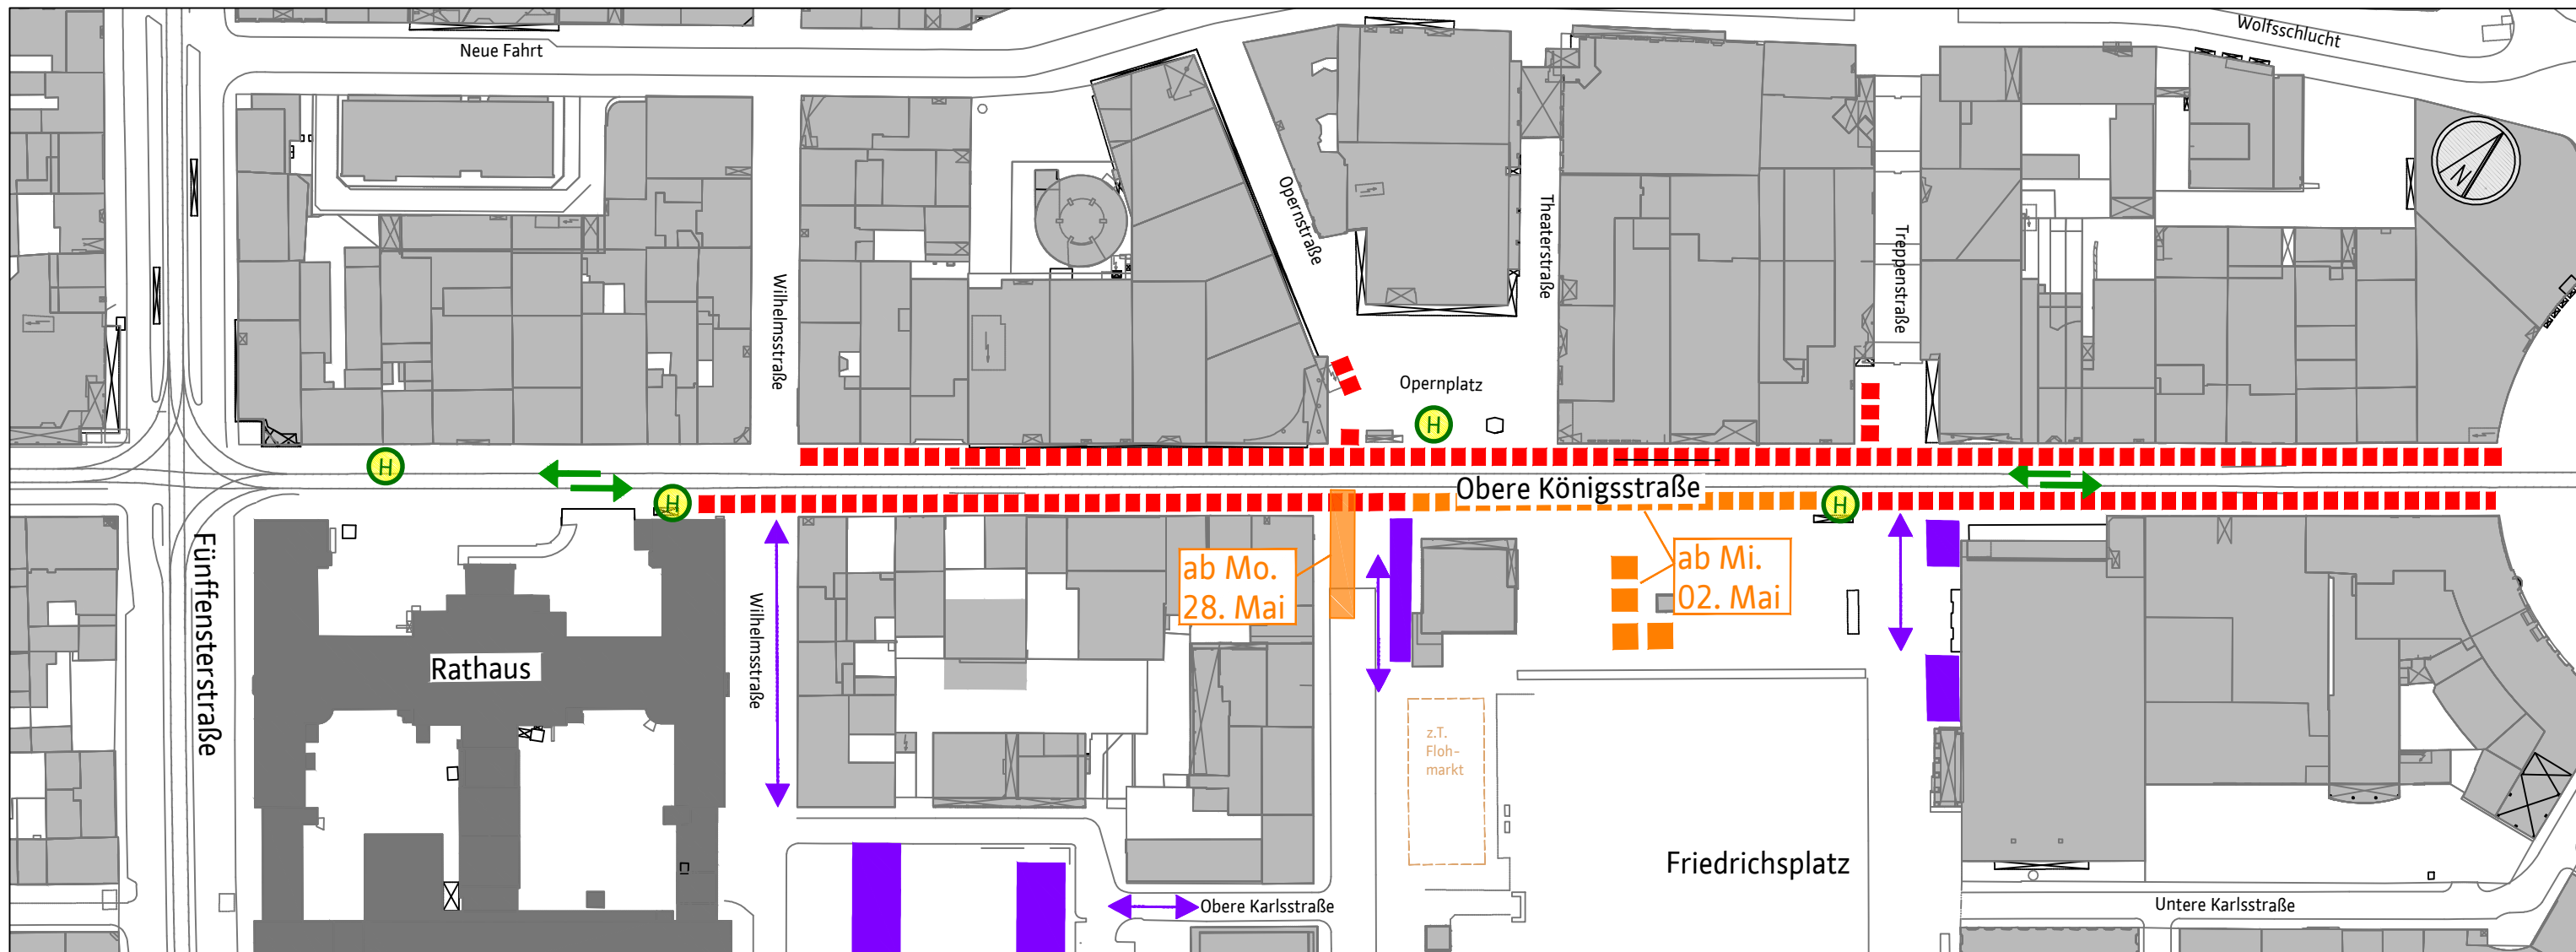 Neue Fahrt
Wolfsschlucht
N
Opernstraße
Theaterstraße
Treppenstraße
Wilhelmsstraße
Opernplatz
H
H
H
H
Obere Königsstraße
Fünffensterstraße
Wilhelmsstraße
ab Mo.
28. Mai
ab Mi.
02. Mai
Rathaus
z.T.
Floh-
markt
Friedrichsplatz
Obere Karlsstraße
Untere Karlsstraße